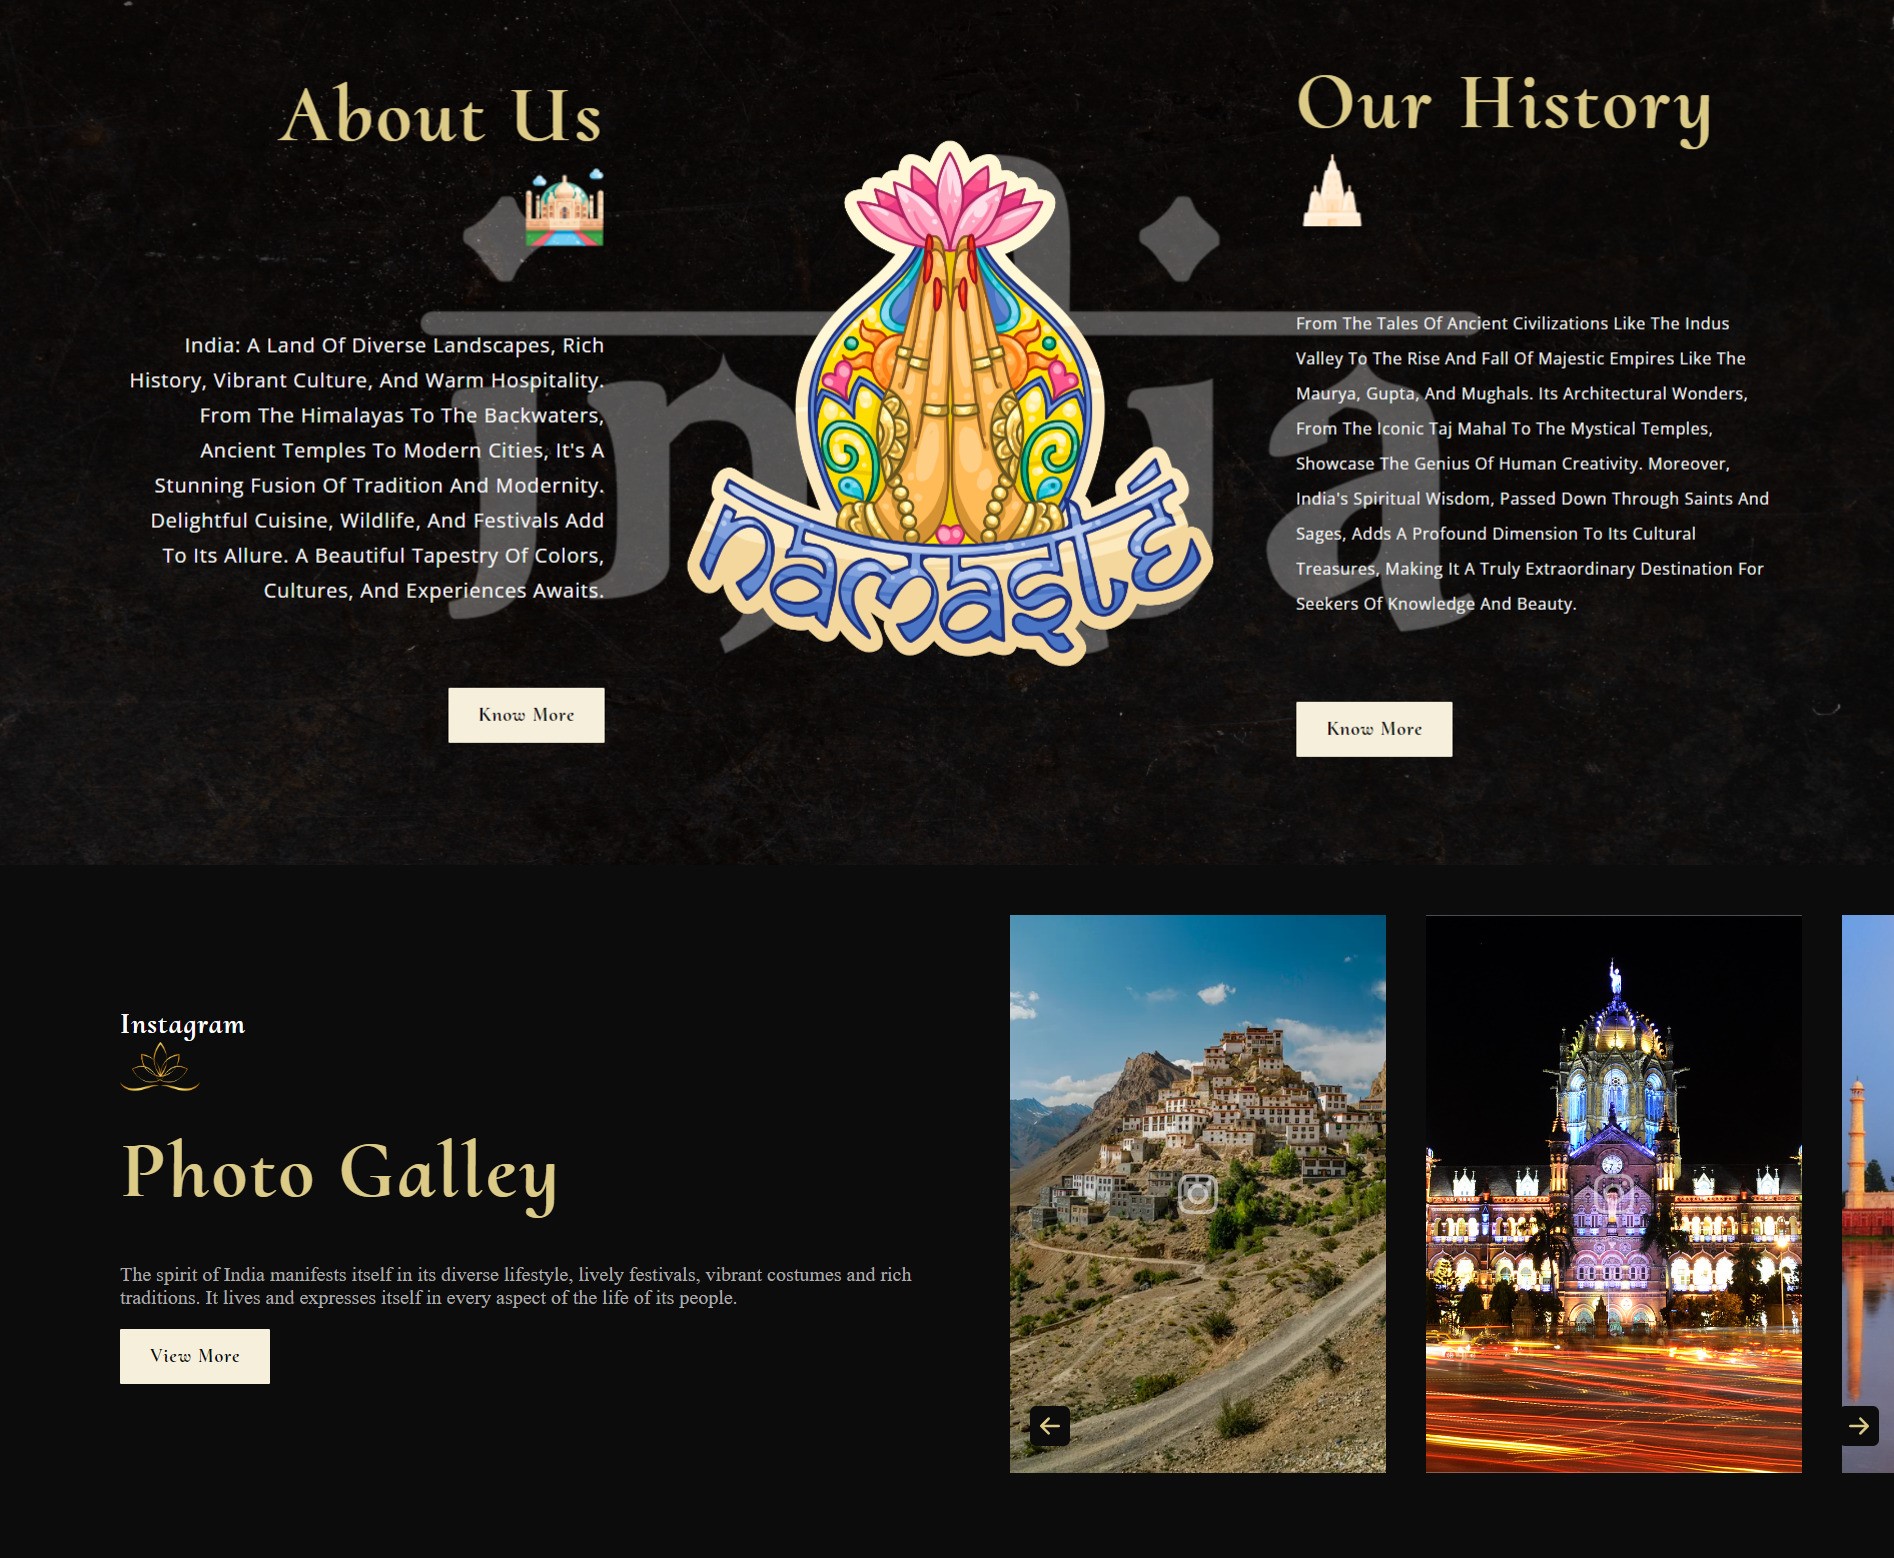 About Us
India: A Land Of Diverse Landscapes, Rich
History, Vibrant Culture, And Warm Hospitality.
From The Himalayas To The Backwaters,
Ancient Temples To Modern Cities, It's A
Stunning Fusion Of Tradition And Modernity.
Delightful Cuisine, Wildlife, And Festivals Add
To Its Allure. A Beautiful Tapestry Of Colors,
Cultures, And Experiences Awaits.
Know More
india
namasté
Our History
From The Tales Of Ancient Civilizations Like The Indus
Valley To The Rise And Fall Of Majestic Empires Like The
Maurya, Gupta, And Mughals. Its Architectural Wonders,
From The Iconic Taj Mahal To The Mystical Temples,
Showcase The Genius Of Human Creativity. Moreover,
India's Spiritual Wisdom, Passed Down Through Saints And
Sages, Adds A Profound Dimension To Its Cultural
Treasures, Making It A Truly Extraordinary Destination For
Seekers Of Knowledge And Beauty.
Know More
Instagram
Photo Galley
The spirit of India manifests itself in its diverse lifestyle, lively festivals, vibrant costumes and rich
traditions. It lives and expresses itself in every aspect of the life of its people.
View More